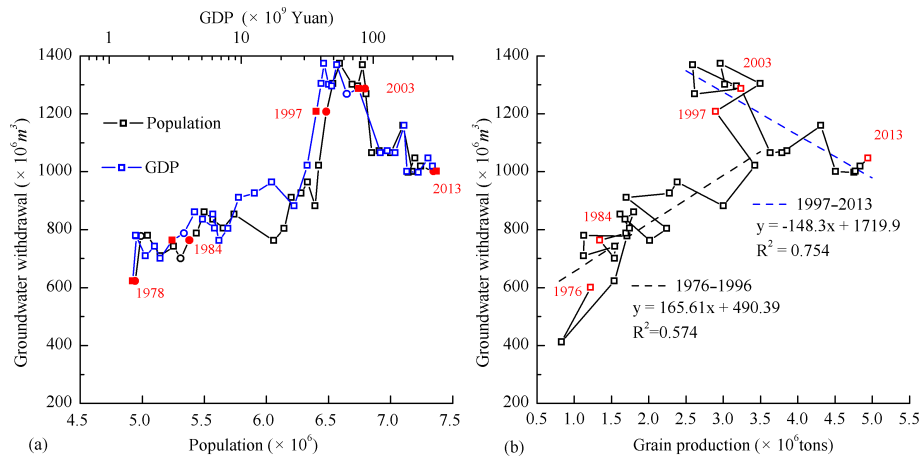 GDP (× 10⁹ Yuan)
1 10 100
1400
1200
1000
800
600
400
200
Groundwater withdrawal (× 10⁶m³)
Population
GDP
1997
2003
2013
1984
1978
4.5 5.0 5.5 6.0 6.5 7.0 7.5
(a) Population (× 10⁶)
1400
1200
1000
800
600
400
200
Groundwater withdrawal (× 10⁶m³)
2003
1997
2013
1984
1976
1997–2013
y = -148.3x + 1719.9
R² = 0.754
1976–1996
y = 165.61x + 490.39
R²=0.574
0.5 1.0 1.5 2.0 2.5 3.0 3.5 4.0 4.5 5.0 5.5
(b) Grain production (× 10⁶tons)